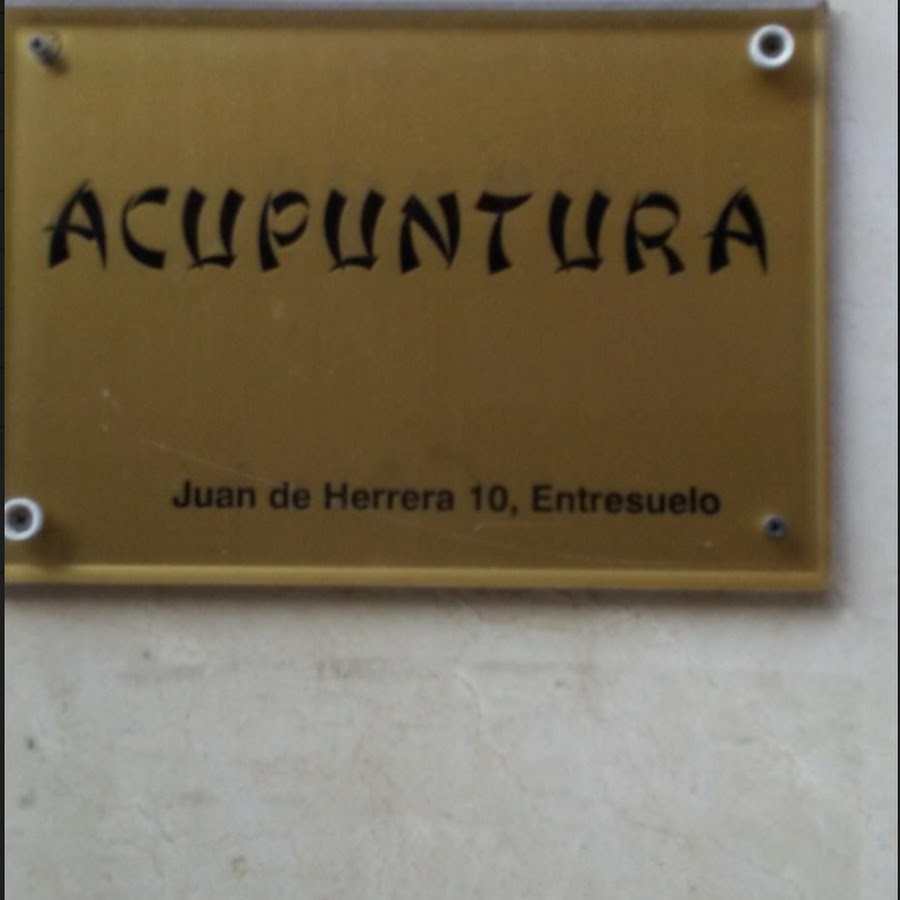 ACUPUNTURA
Juan de Herrera 10, Entresuelo